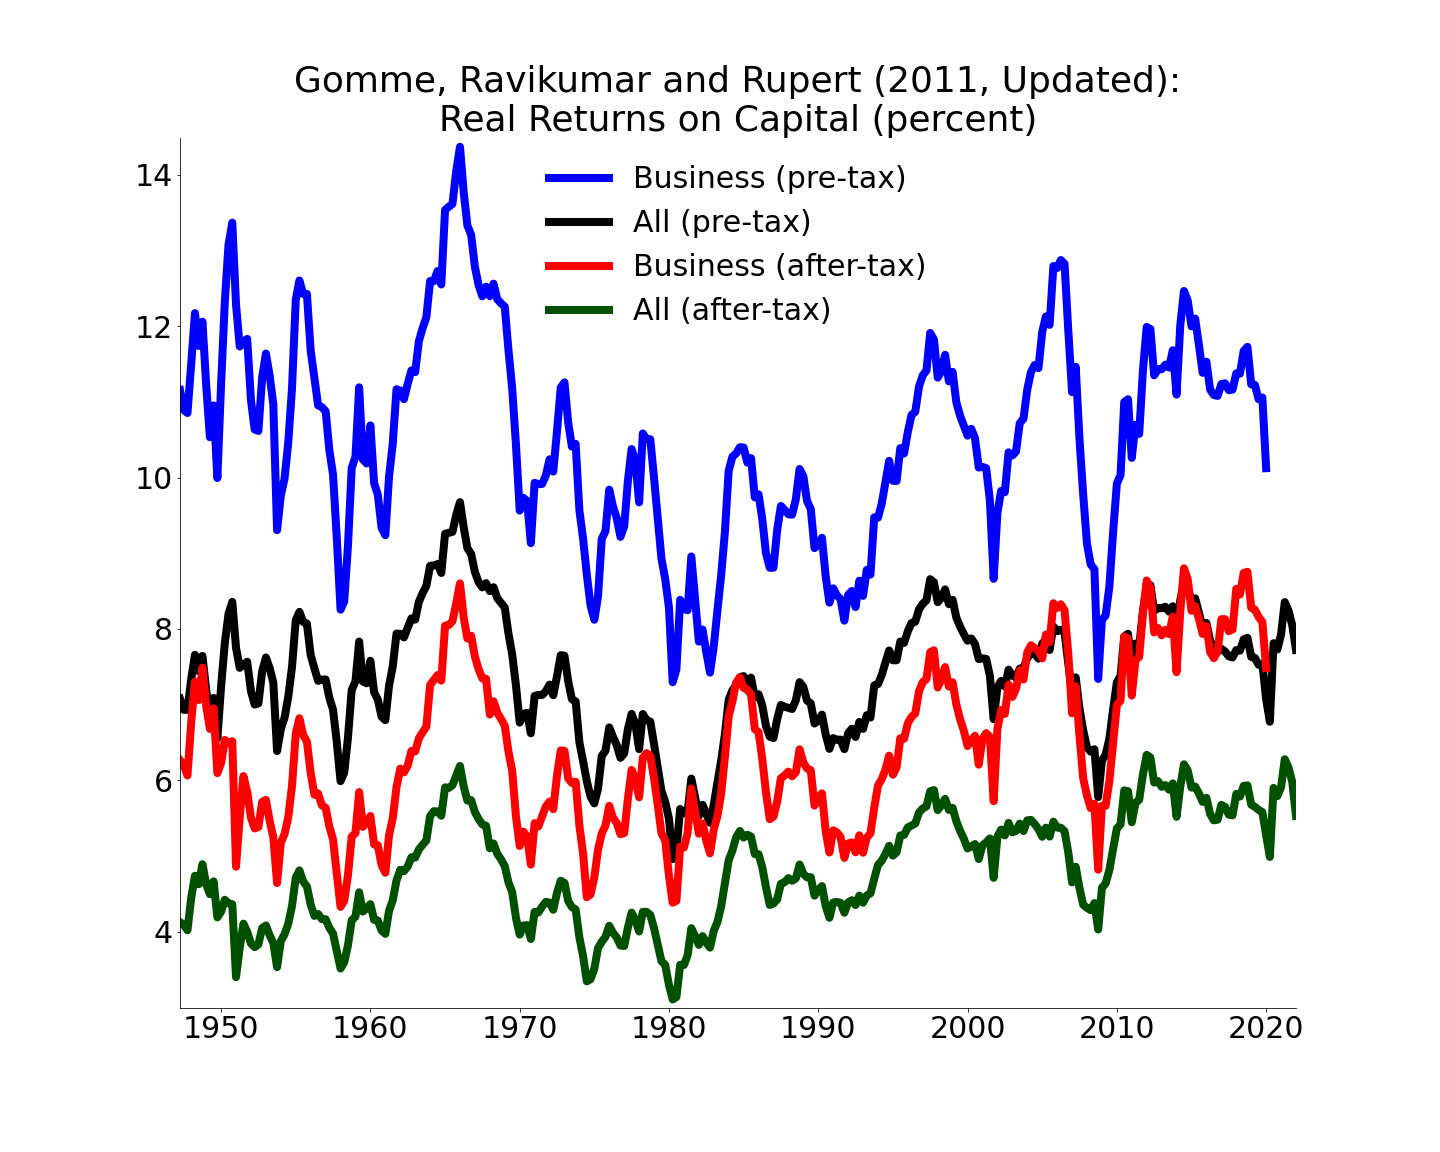 Gomme, Ravikumar and Rupert (2011, Updated):
Real Returns on Capital (percent)
Business (pre-tax)
All (pre-tax)
Business (after-tax)
All (after-tax)
14
12
10
8
6
4
1950 1960 1970 1980 1990 2000 2010 2020